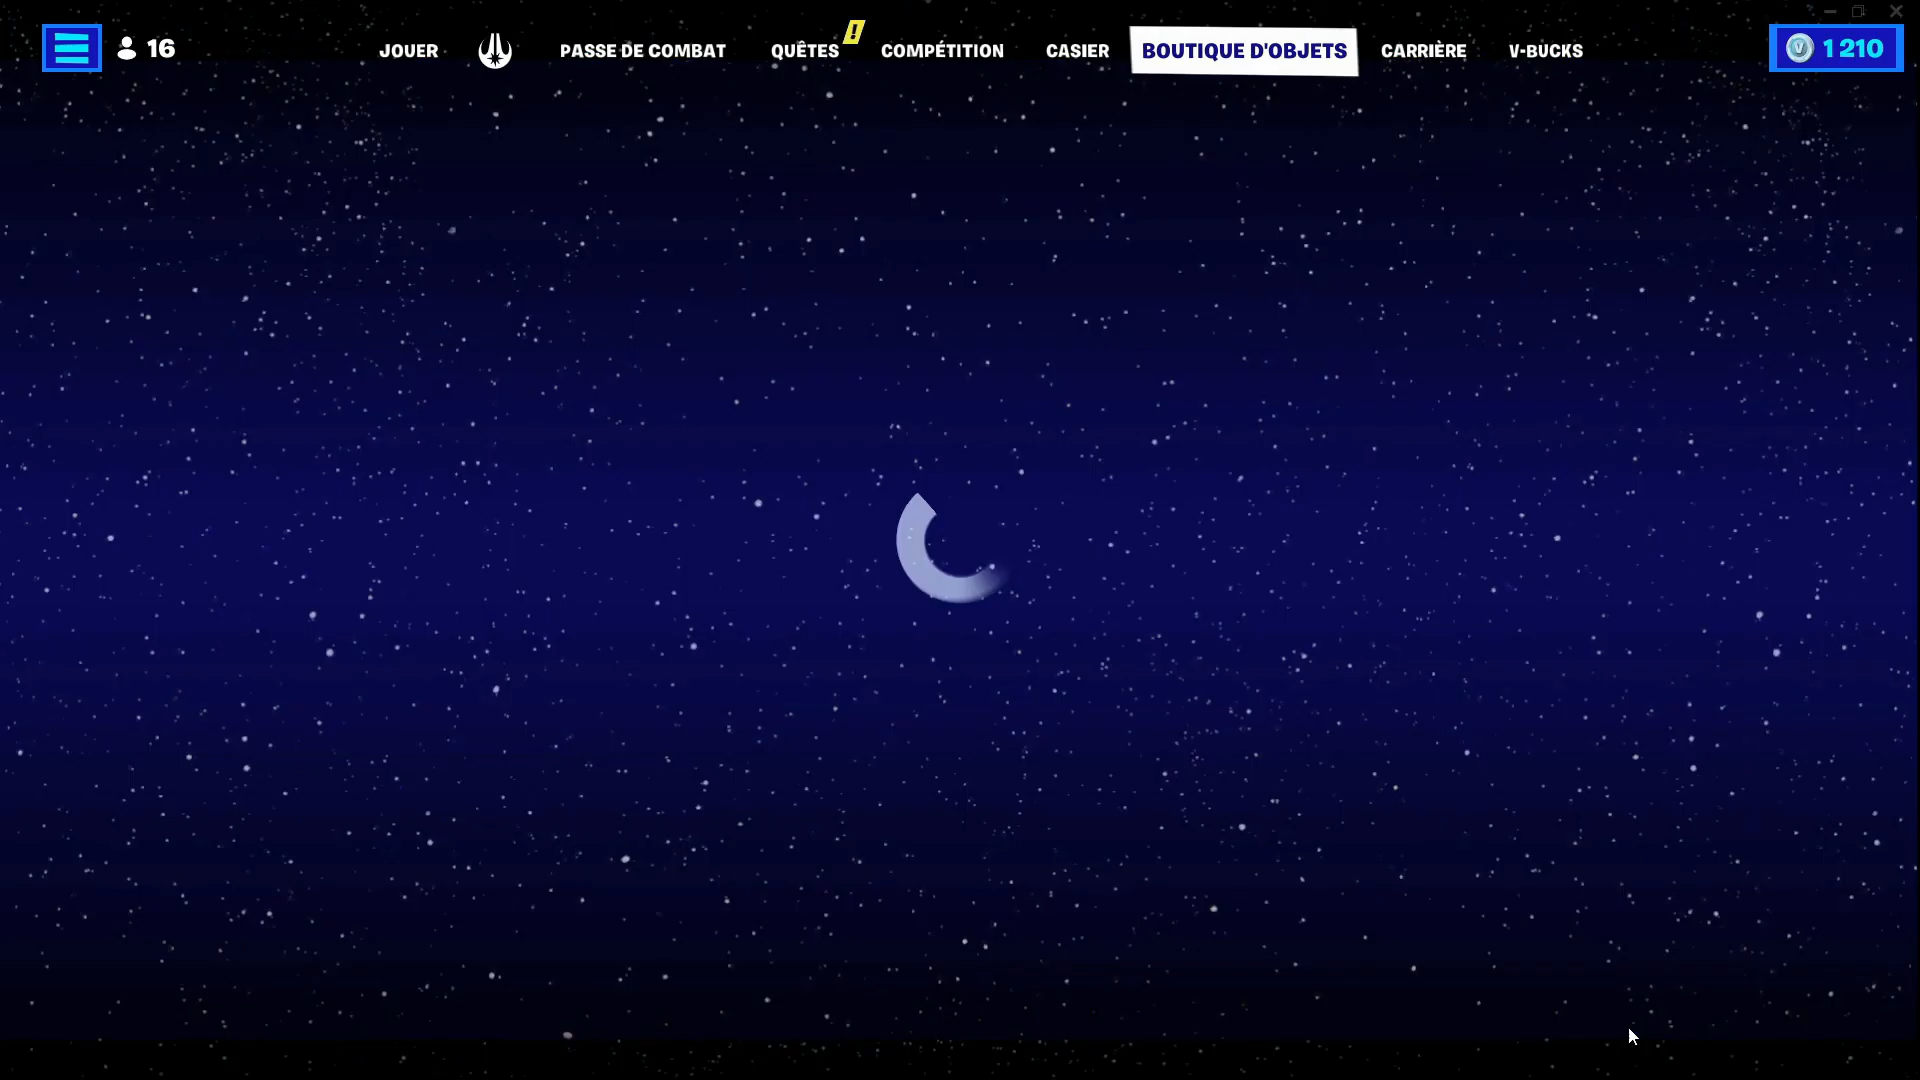 16
JOUER
PASSE DE COMBAT
QUÊTES
!
COMPÉTITION
CASIER
BOUTIQUE D'OBJETS
CARRIÈRE
V-BUCKS
V
1 210